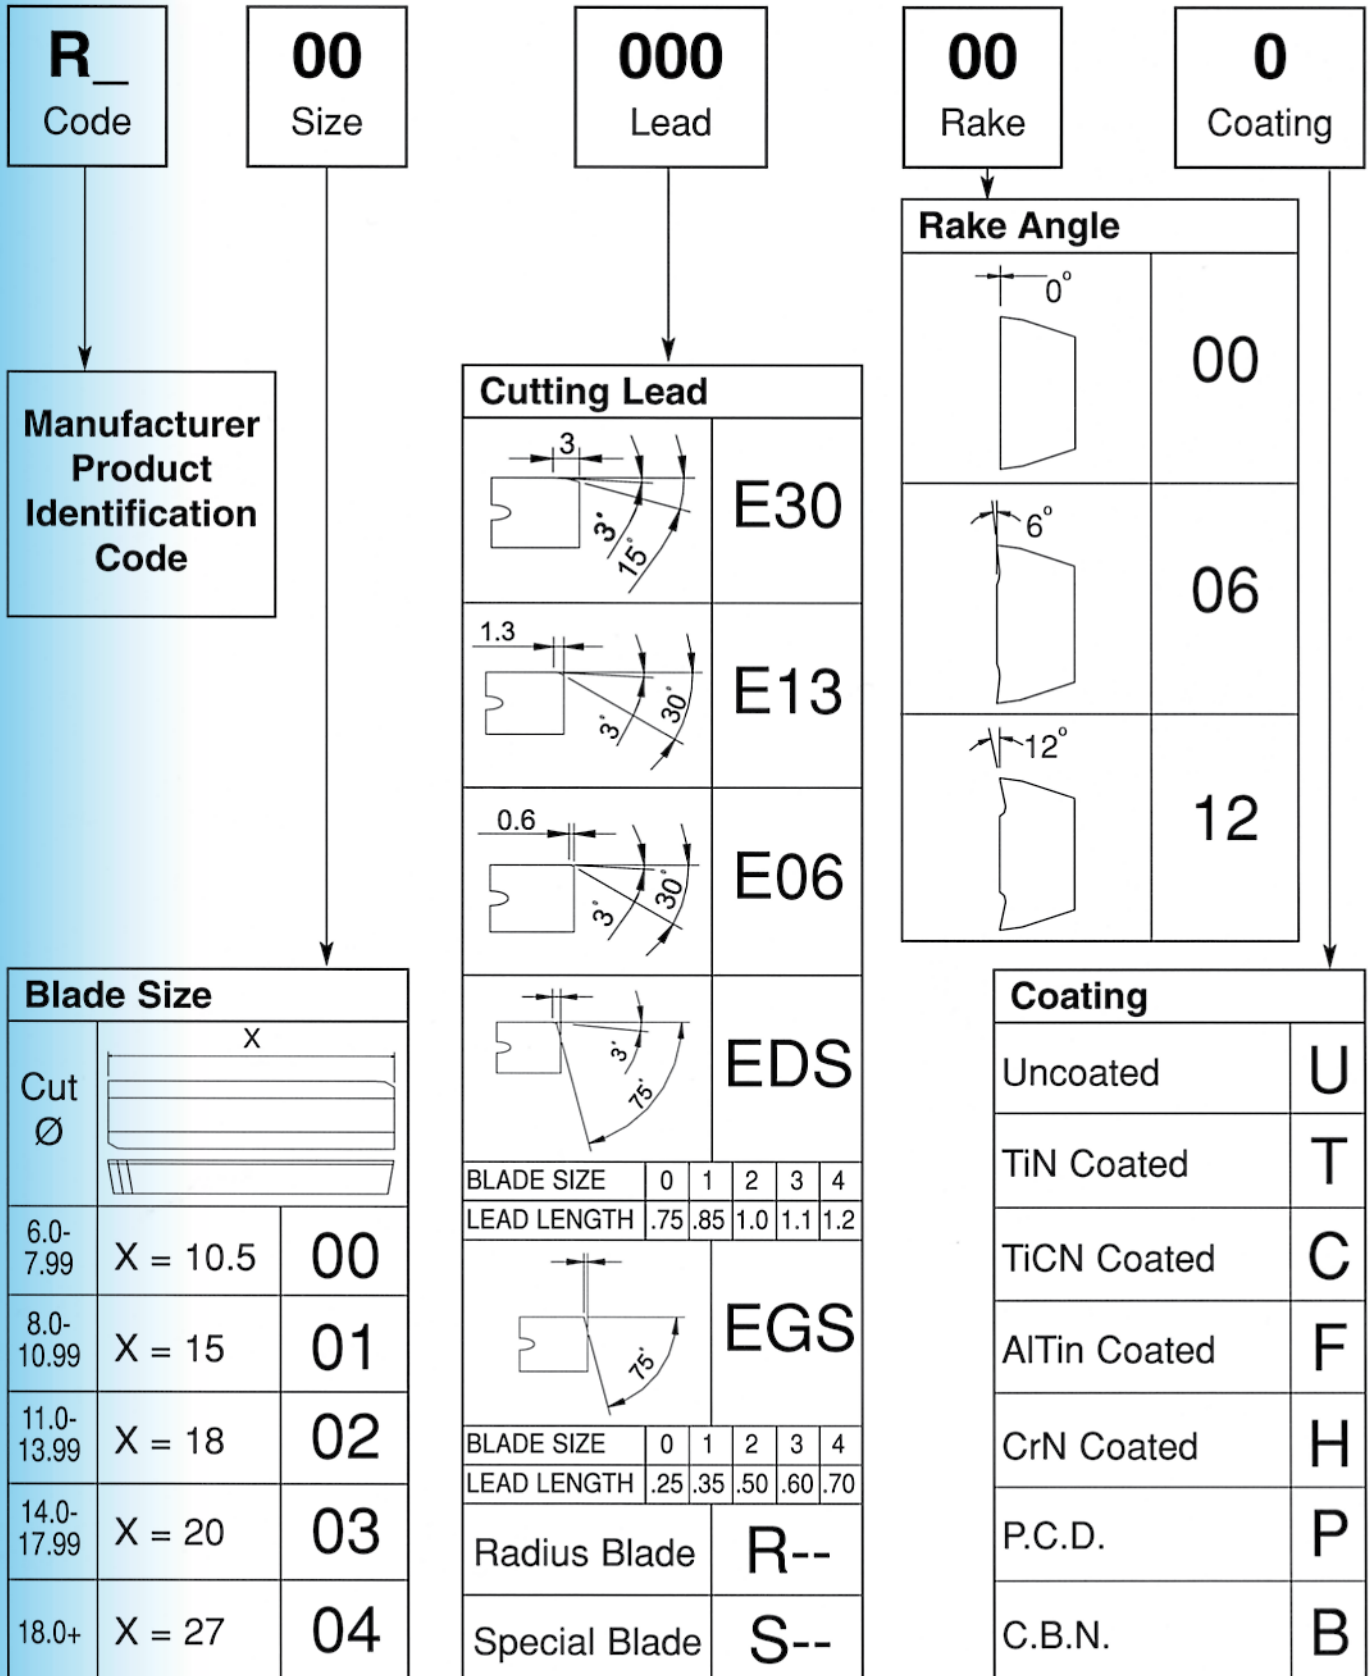 R_
Code
00
Size
000
Lead
00
Rake
0
Coating
Manufacturer
Product
Identification
Code
Blade Size
Cut
Ø
X
6.0-
7.99
X = 10.5
00
8.0-
10.99
X = 15
01
11.0-
13.99
X = 18
02
14.0-
17.99
X = 20
03
18.0+
X = 27
04
Cutting Lead
3
3°
15°
E30
1.3
3°
30°
E13
0.6
3°
30°
E06
3°
75°
EDS
BLADE SIZE 0 1 2 3 4
LEAD LENGTH .75 .85 1.0 1.1 1.2
75°
EGS
BLADE SIZE 0 1 2 3 4
LEAD LENGTH .25 .35 .50 .60 .70
Radius Blade R--
Special Blade S--
Rake Angle
0°
00
6°
06
12°
12
Coating
Uncoated U
TiN Coated T
TiCN Coated C
AlTin Coated F
CrN Coated H
P.C.D. P
C.B.N. B